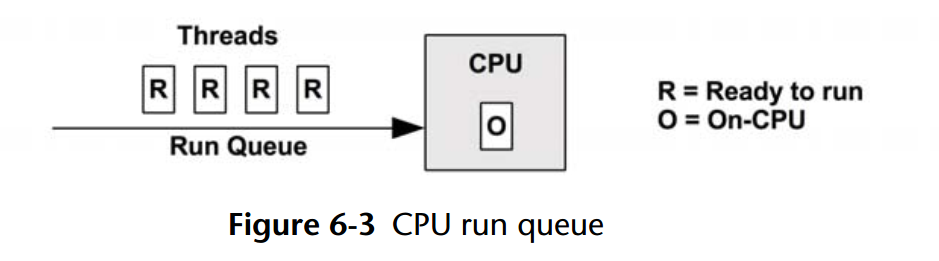 Threads
R R R R
Run Queue
CPU
O
R = Ready to run
O = On-CPU
Figure 6-3 CPU run queue